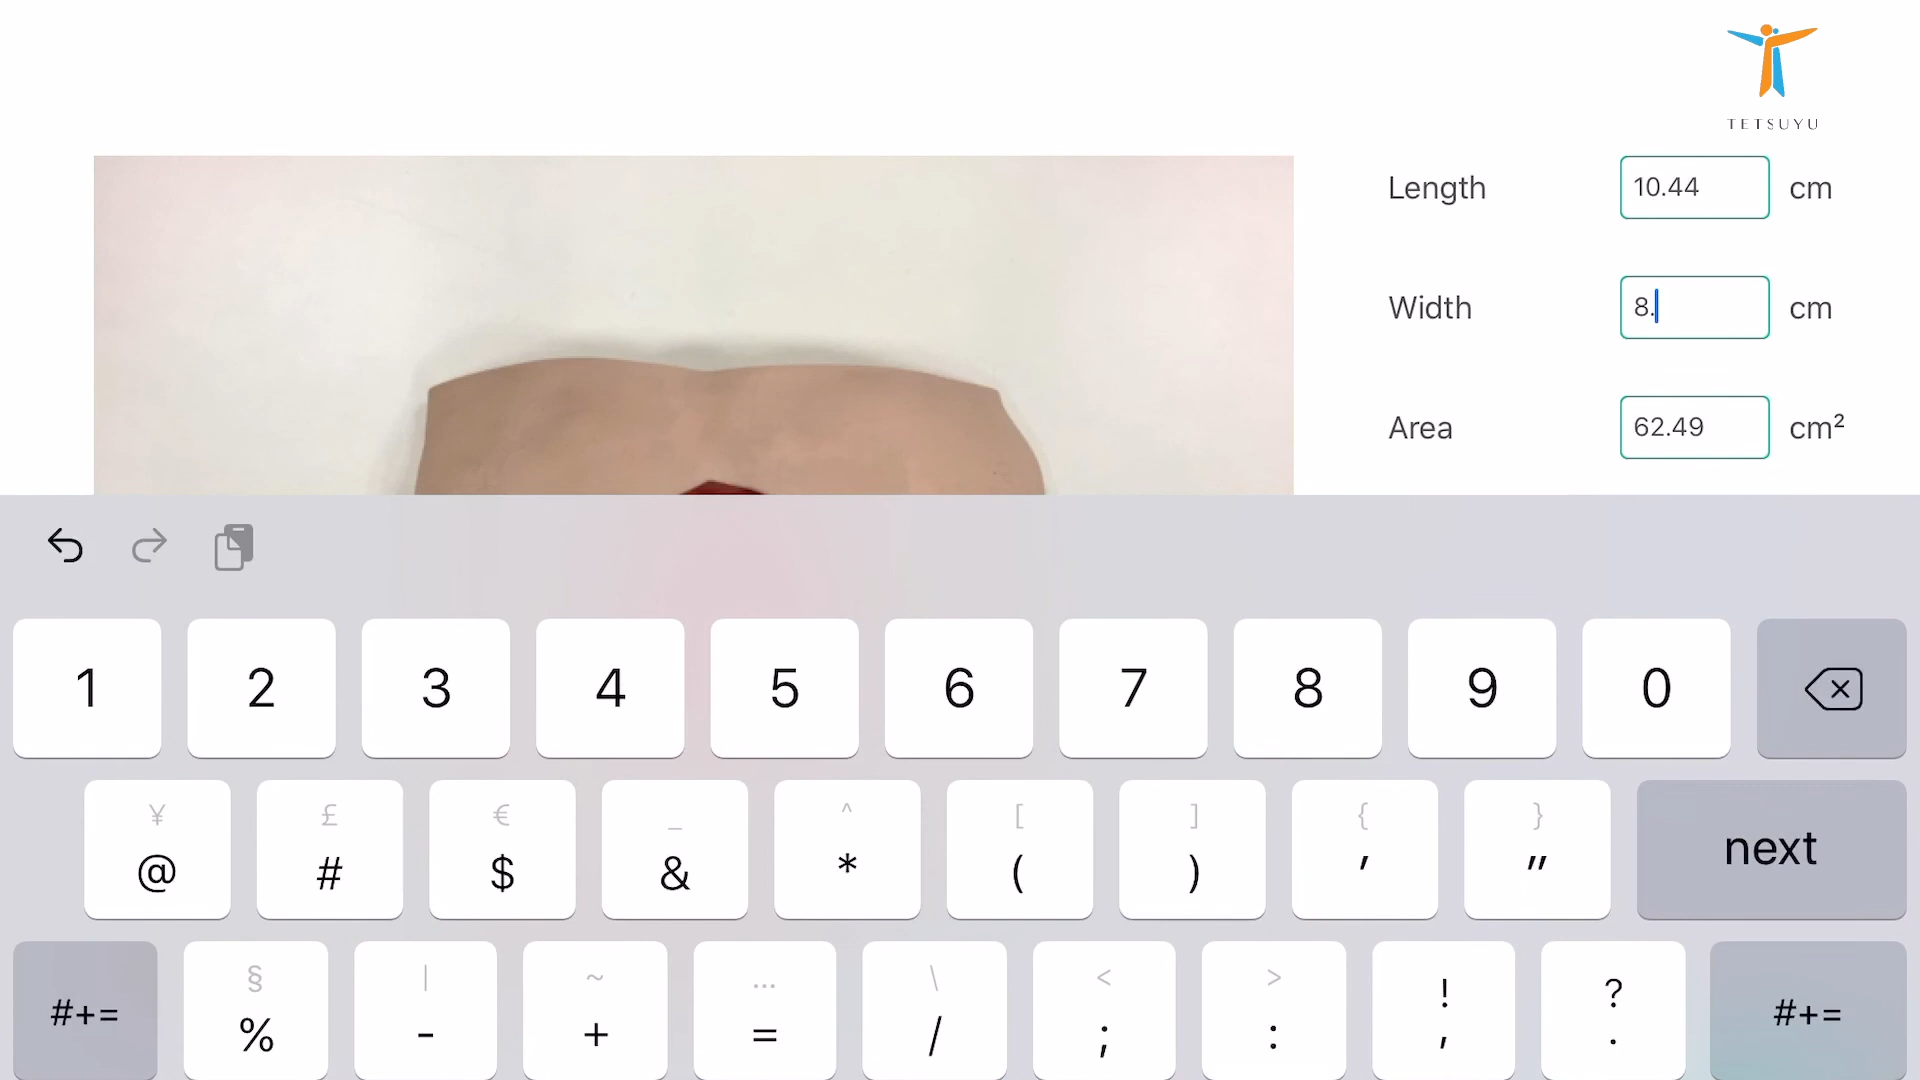 TETSUYU
Length 10.44 cm
Width 8. cm
Area 62.49 cm²
1 2 3 4 5 6 7 8 9 0
¥ £ € _ ^ [ ] { }
@ # $ & * ( ) ' " next
§ | ~ … \ < > ! ?
#+= % - + = / ; : , . #+=